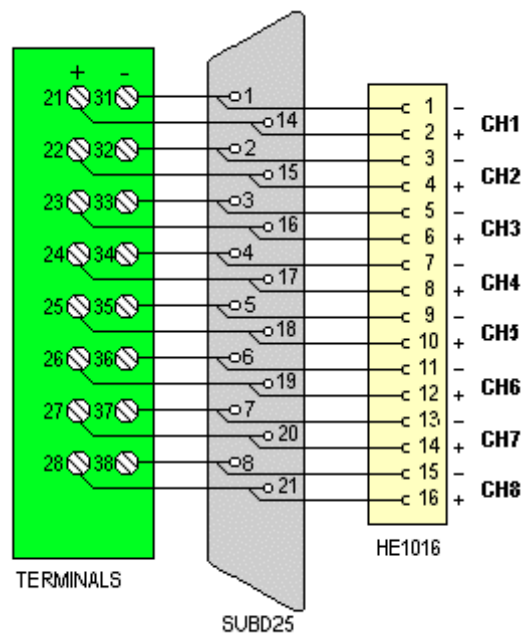 + -
21 31 1 1 -
14 2 + CH1
22 32 2 3 -
15 4 + CH2
23 33 3 5 -
16 6 + CH3
24 34 4 7 -
17 8 + CH4
25 35 5 9 -
18 10 + CH5
26 36 6 11 -
19 12 + CH6
27 37 7 13 -
20 14 + CH7
28 38 8 15 -
21 16 + CH8
HE1016
TERMINALS
SUBD25